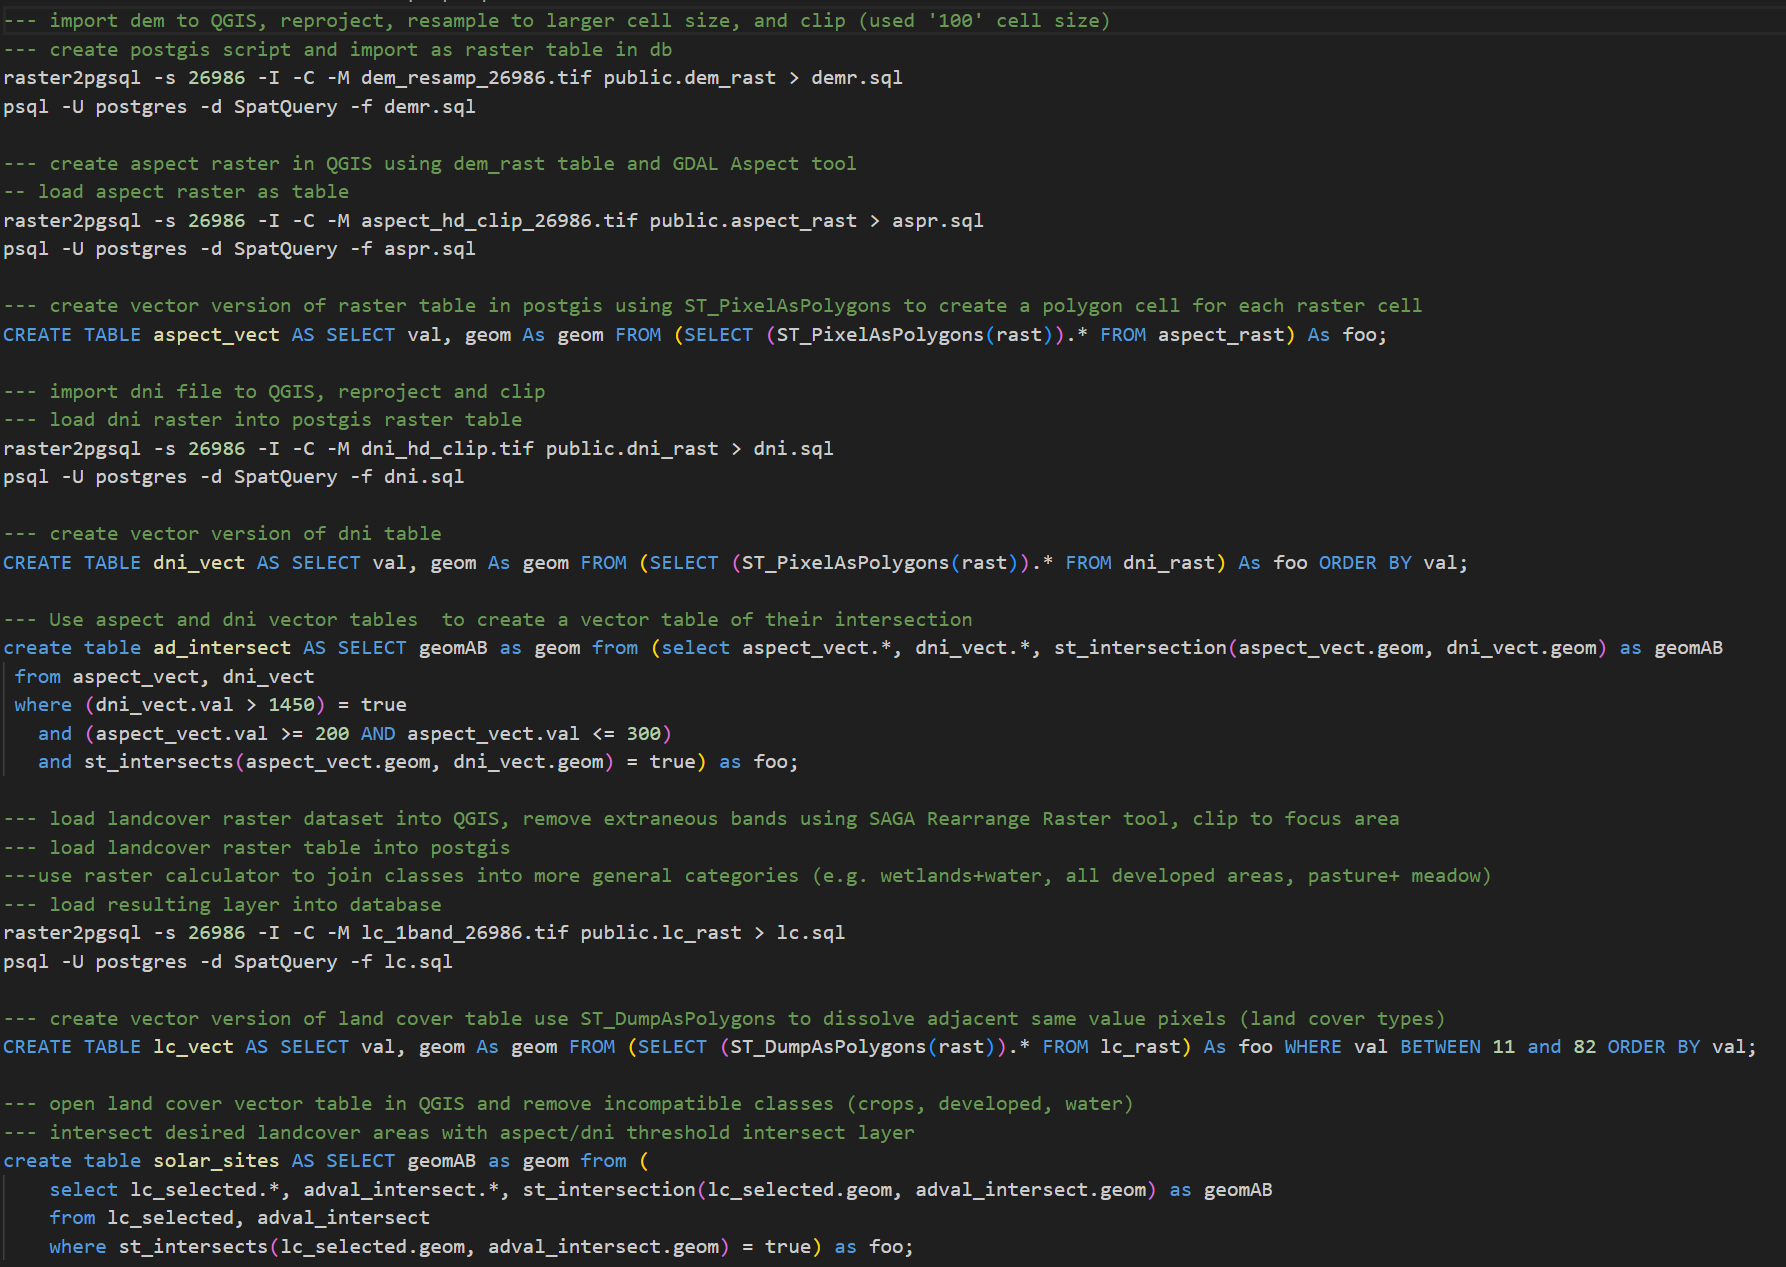 --- import dem to QGIS, reproject, resample to larger cell size, and clip (used '100' cell size)
--- create postgis script and import as raster table in db
raster2pgsql -s 26986 -I -C -M dem_resamp_26986.tif public.dem_rast > demr.sql
psql -U postgres -d SpatQuery -f demr.sql

--- create aspect raster in QGIS using dem_rast table and GDAL Aspect tool
-- load aspect raster as table
raster2pgsql -s 26986 -I -C -M aspect_hd_clip_26986.tif public.aspect_rast > aspr.sql
psql -U postgres -d SpatQuery -f aspr.sql

--- create vector version of raster table in postgis using ST_PixelAsPolygons to create a polygon cell for each raster cell
CREATE TABLE aspect_vect AS SELECT val, geom As geom FROM (SELECT (ST_PixelAsPolygons(rast)).* FROM aspect_rast) As foo;

--- import dni file to QGIS, reproject and clip
--- load dni raster into postgis raster table
raster2pgsql -s 26986 -I -C -M dni_hd_clip.tif public.dni_rast > dni.sql
psql -U postgres -d SpatQuery -f dni.sql

--- create vector version of dni table
CREATE TABLE dni_vect AS SELECT val, geom As geom FROM (SELECT (ST_PixelAsPolygons(rast)).* FROM dni_rast) As foo ORDER BY val;

--- Use aspect and dni vector tables  to create a vector table of their intersection
create table ad_intersect AS SELECT geomAB as geom from (select aspect_vect.*, dni_vect.*, st_intersection(aspect_vect.geom, dni_vect.geom) as geomAB
 from aspect_vect, dni_vect
 where (dni_vect.val > 1450) = true
   and (aspect_vect.val >= 200 AND aspect_vect.val <= 300)
   and st_intersects(aspect_vect.geom, dni_vect.geom) = true) as foo;

--- load landcover raster dataset into QGIS, remove extraneous bands using SAGA Rearrange Raster tool, clip to focus area
--- load landcover raster table into postgis
---use raster calculator to join classes into more general categories (e.g. wetlands+water, all developed areas, pasture+ meadow)
--- load resulting layer into database
raster2pgsql -s 26986 -I -C -M lc_1band_26986.tif public.lc_rast > lc.sql
psql -U postgres -d SpatQuery -f lc.sql

--- create vector version of land cover table use ST_DumpAsPolygons to dissolve adjacent same value pixels (land cover types)
CREATE TABLE lc_vect AS SELECT val, geom As geom FROM (SELECT (ST_DumpAsPolygons(rast)).* FROM lc_rast) As foo WHERE val BETWEEN 11 and 82 ORDER BY val;

--- open land cover vector table in QGIS and remove incompatible classes (crops, developed, water)
--- intersect desired landcover areas with aspect/dni threshold intersect layer
create table solar_sites AS SELECT geomAB as geom from (
    select lc_selected.*, adval_intersect.*, st_intersection(lc_selected.geom, adval_intersect.geom) as geomAB
    from lc_selected, adval_intersect
    where st_intersects(lc_selected.geom, adval_intersect.geom) = true) as foo;